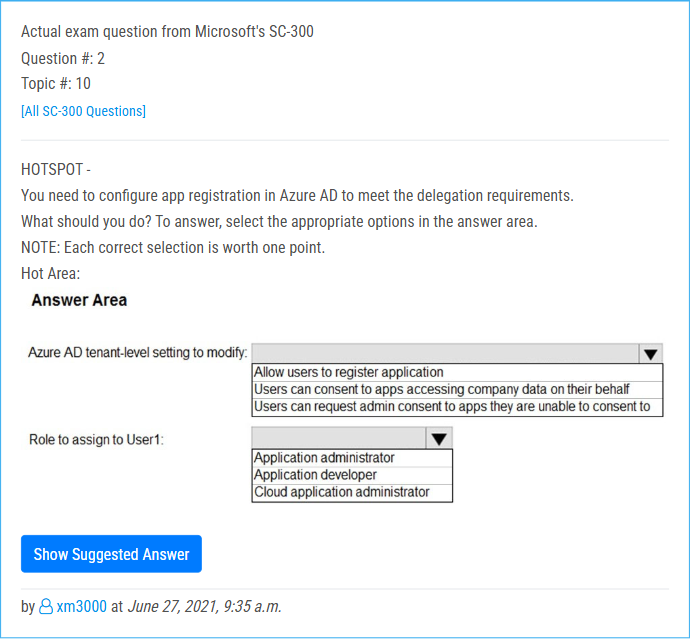 Actual exam question from Microsoft's SC-300
Question #: 2
Topic #: 10
[All SC-300 Questions]
HOTSPOT -
You need to configure app registration in Azure AD to meet the delegation requirements.
What should you do? To answer, select the appropriate options in the answer area.
NOTE: Each correct selection is worth one point.
Hot Area:
Answer Area
Azure AD tenant-level setting to modify:
Allow users to register application
Users can consent to apps accessing company data on their behalf
Users can request admin consent to apps they are unable to consent to
Role to assign to User1:
Application administrator
Application developer
Cloud application administrator
Show Suggested Answer
by xm3000 at June 27, 2021, 9:35 a.m.